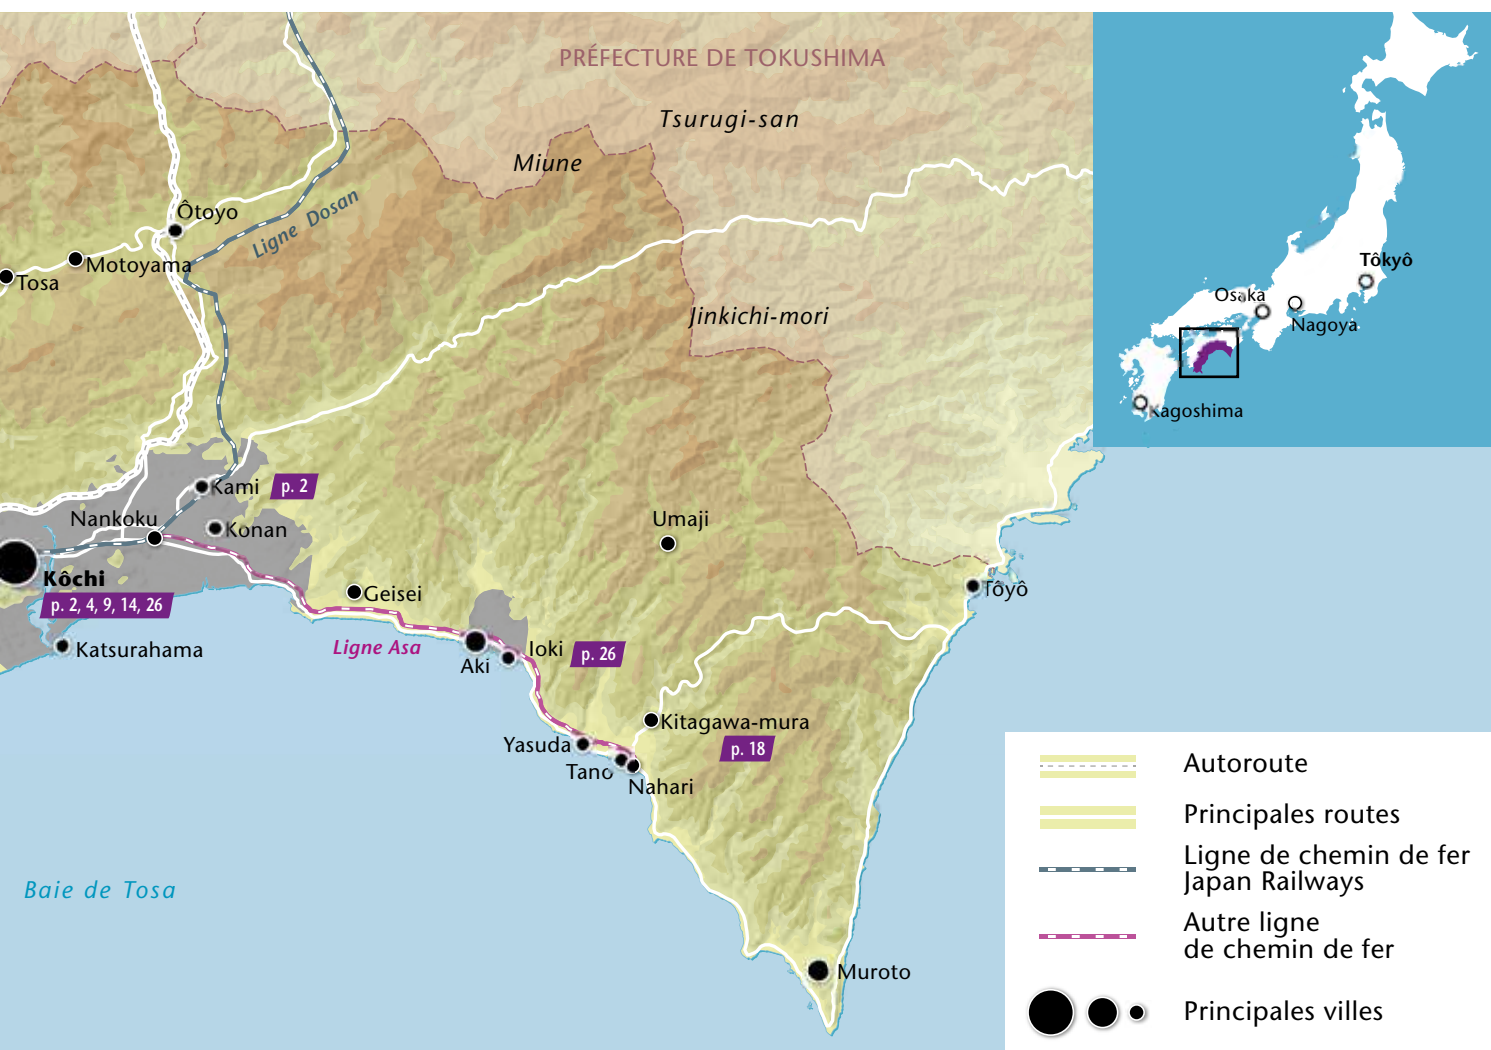 PRÉFECTURE DE TOKUSHIMA
Tsurugi-san
Miune
Ôtoyo
Ligne Dosan
Motoyama
Tosa
Jinkichi-mori
Tôkyô
Osaka
Nagoya
Kagoshima
Kami
p. 2
Nankoku
Konan
Umaji
Kôchi
p. 2, 4, 9, 14, 26
Geisei
Tôyô
Katsurahama
Ligne Asa
Ioki
p. 26
Aki
Kitagawa-mura
p. 18
Yasuda
Tano
Nahari
Baie de Tosa
Muroto
Autoroute
Principales routes
Ligne de chemin de fer
Japan Railways
Autre ligne
de chemin de fer
Principales villes